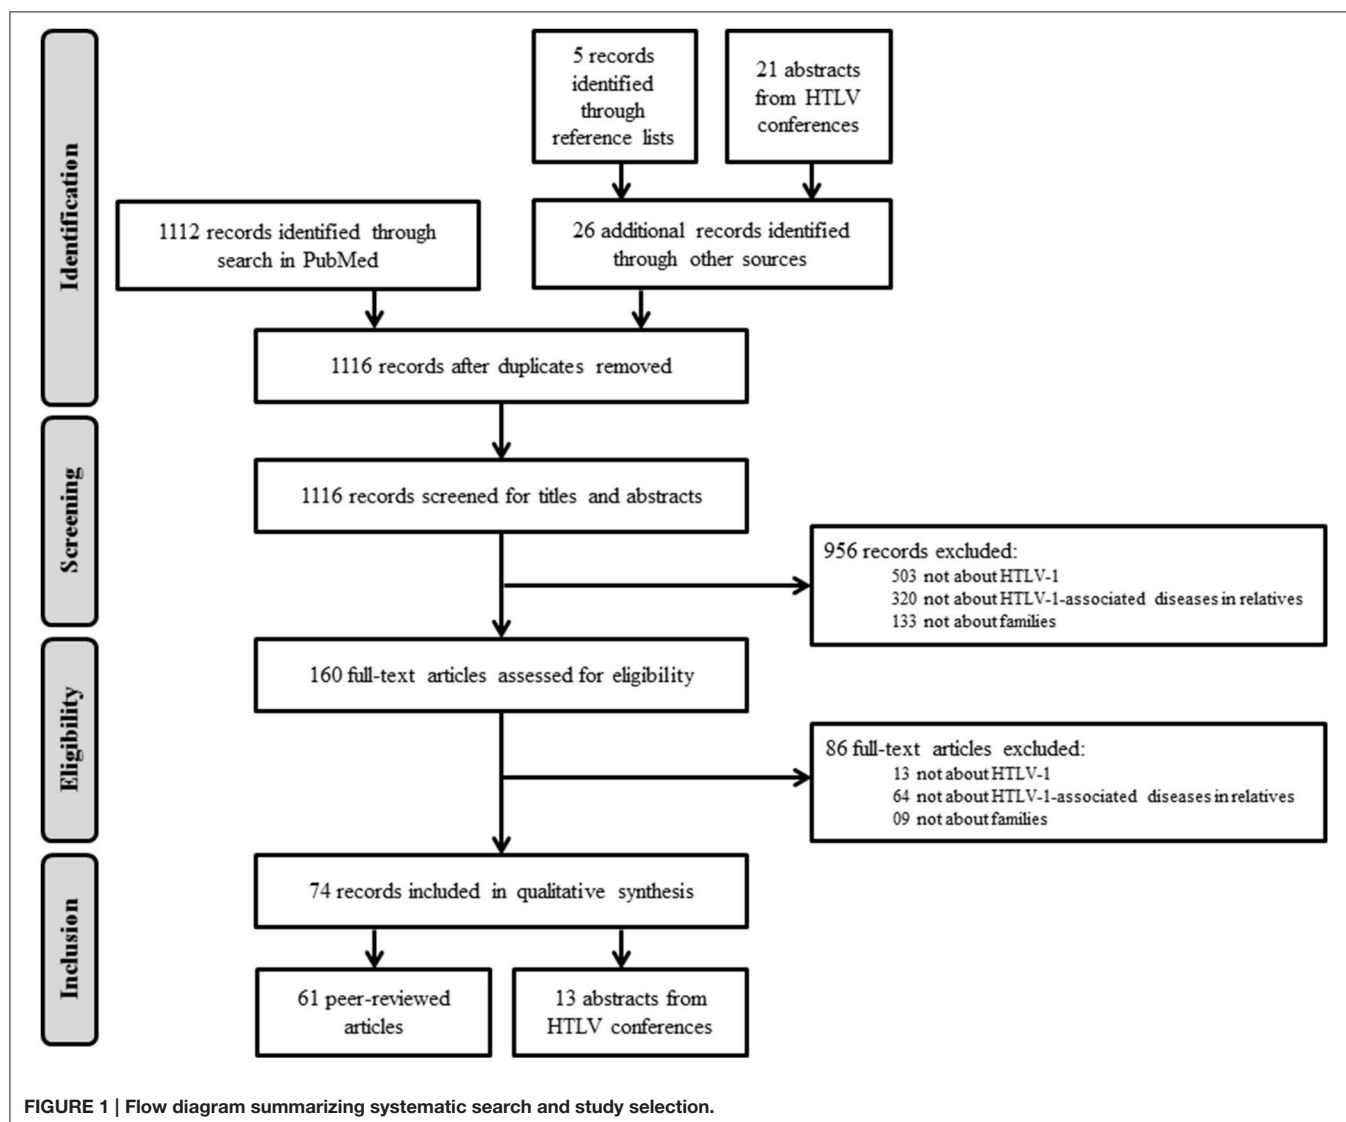 Identification
5 records
identified
through
reference lists
21 abstracts
from HTLV
conferences
1112 records identified through
search in PubMed
26 additional records identified
through other sources
1116 records after duplicates removed
Screening
1116 records screened for titles and abstracts
956 records excluded:
503 not about HTLV-1
320 not about HTLV-1-associated diseases in relatives
133 not about families
Eligibility
160 full-text articles assessed for eligibility
86 full-text articles excluded:
13 not about HTLV-1
64 not about HTLV-1-associated diseases in relatives
09 not about families
Inclusion
74 records included in qualitative synthesis
61 peer-reviewed
articles
13 abstracts from
HTLV conferences
FIGURE 1 | Flow diagram summarizing systematic search and study selection.